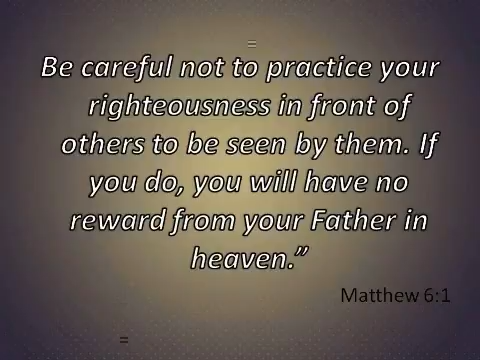 =
Be careful not to practice your
righteousness in front of
others to be seen by them. If
you do, you will have no
reward from your Father in
heaven.”
Matthew 6:1
=